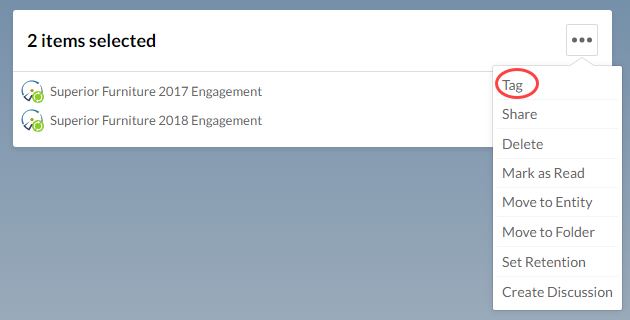 2 items selected
Superior Furniture 2017 Engagement
Superior Furniture 2018 Engagement
Tag
Share
Delete
Mark as Read
Move to Entity
Move to Folder
Set Retention
Create Discussion